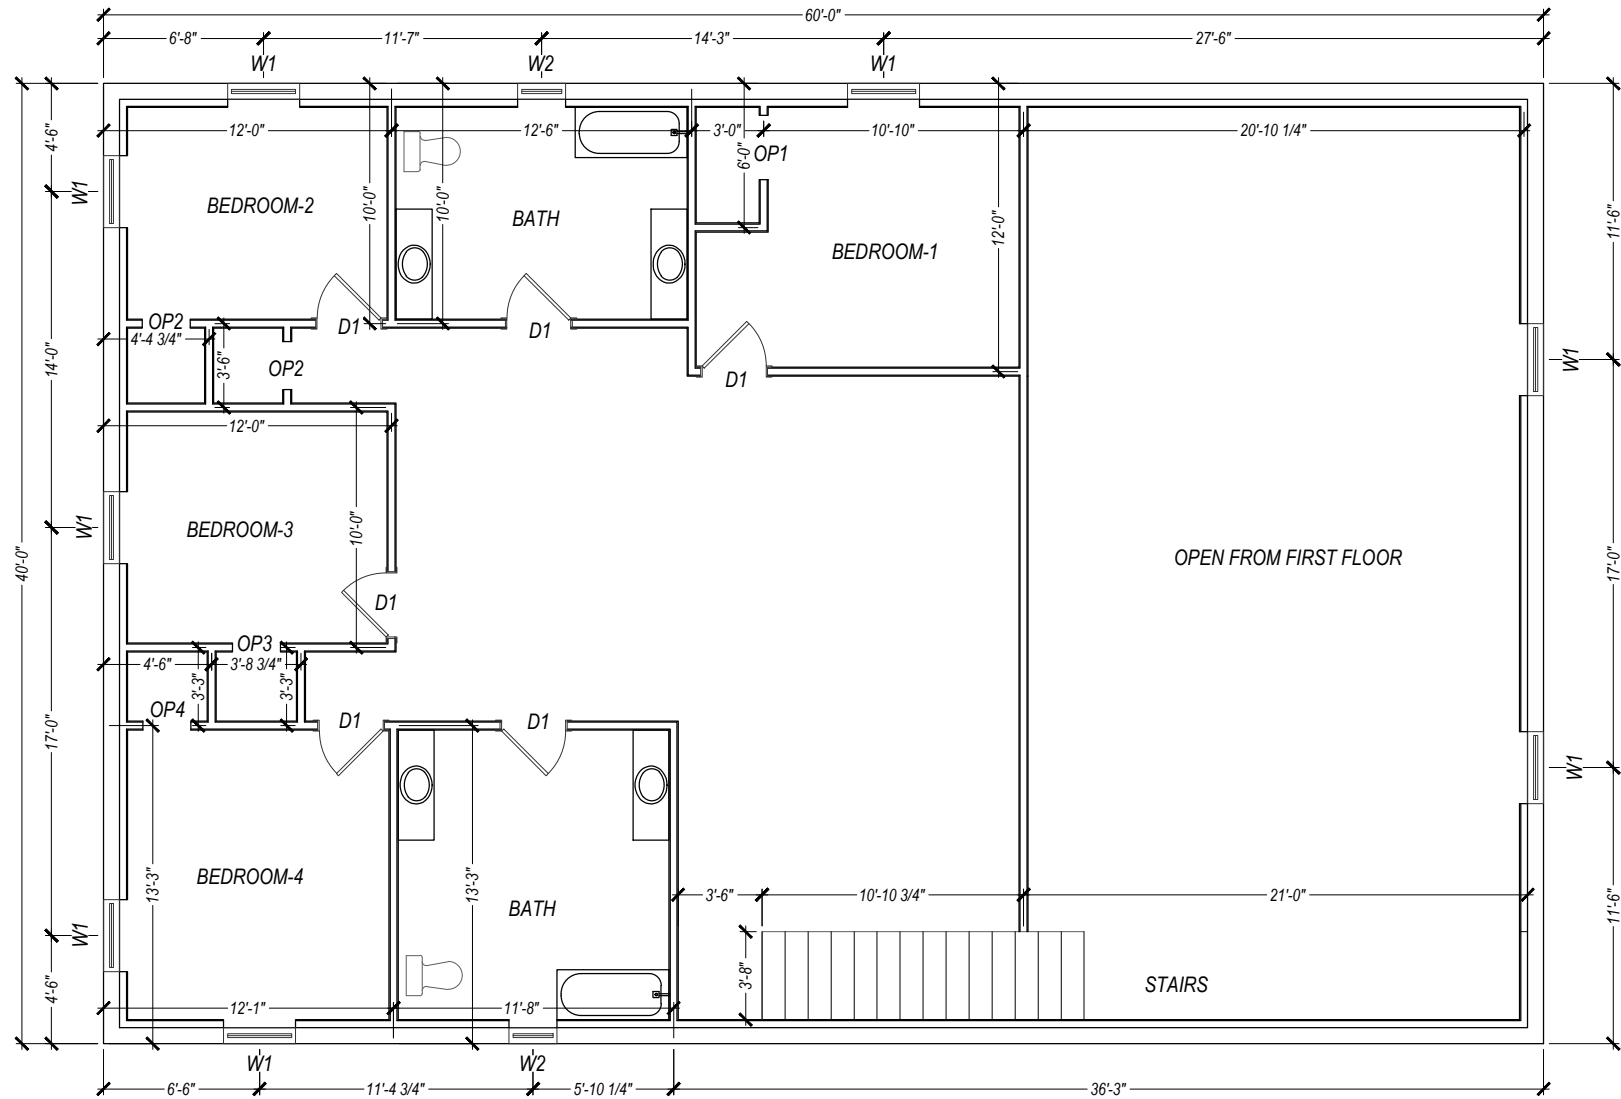 60'-0"
6'-8" 11'-7" 14'-3" 27'-6"
W1 W2 W1
12'-0" 12'-6" 3'-0" 10'-10" 20'-10 1/4"
4'-6"
OP1
6'-0"
W1
BEDROOM-2
10'-0"
10'-0"
BATH
BEDROOM-1
12'-0"
11'-6"
OP2
D1
D1
4'-4 3/4"
3'-6"
OP2
14'-0"
D1
W1
12'-0"
BEDROOM-3
10'-0"
W1
40'-0"
OPEN FROM FIRST FLOOR
17'-0"
D1
OP3
4'-6" 3'-8 3/4"
3'-3"
3'-3"
OP4
D1
D1
17'-0"
W1
BEDROOM-4
13'-3"
13'-3"
BATH
3'-6" 10'-10 3/4" 21'-0"
11'-6"
W1
3'-8"
STAIRS
4'-6"
12'-1" 11'-8"
W1 W2
6'-6" 11'-4 3/4" 5'-10 1/4" 36'-3"